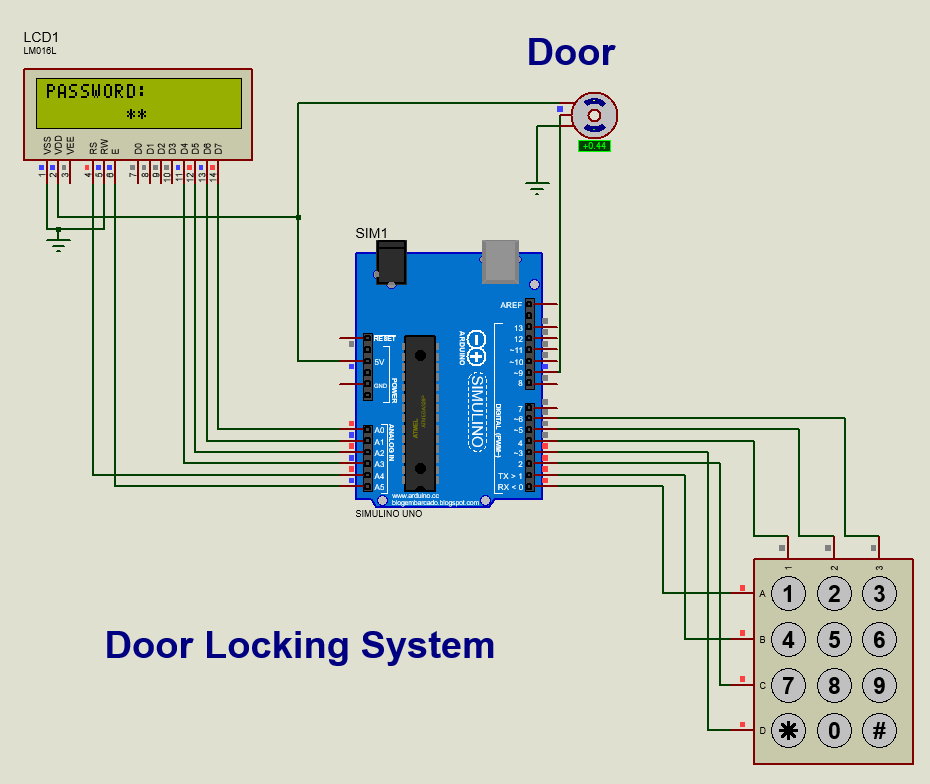 LCD1
LM016L
Door
PASSWORD:
**
VSS
VDD
VEE
RS
RW
E
D0
D1
D2
D3
D4
D5
D6
D7
1
2
3
4
5
6
7
8
9
10
11
12
13
14
+0.44
SIM1
AREF
13
12
~11
~10
~9
8
RESET
5V
GND
POWER
ARDUINO
SIMULINO
ATMEL
ATMEGA328P
DIGITAL (PWM~)
7
~6
~5
4
~3
2
TX > 1
RX < 0
ANALOG IN
A0
A1
A2
A3
A4
A5
www.arduino.cc
blogembarcado.blogspot.com
SIMULINO UNO
Door Locking System
1
2
3
A
1
2
3
B
4
5
6
C
7
8
9
D
*
0
#